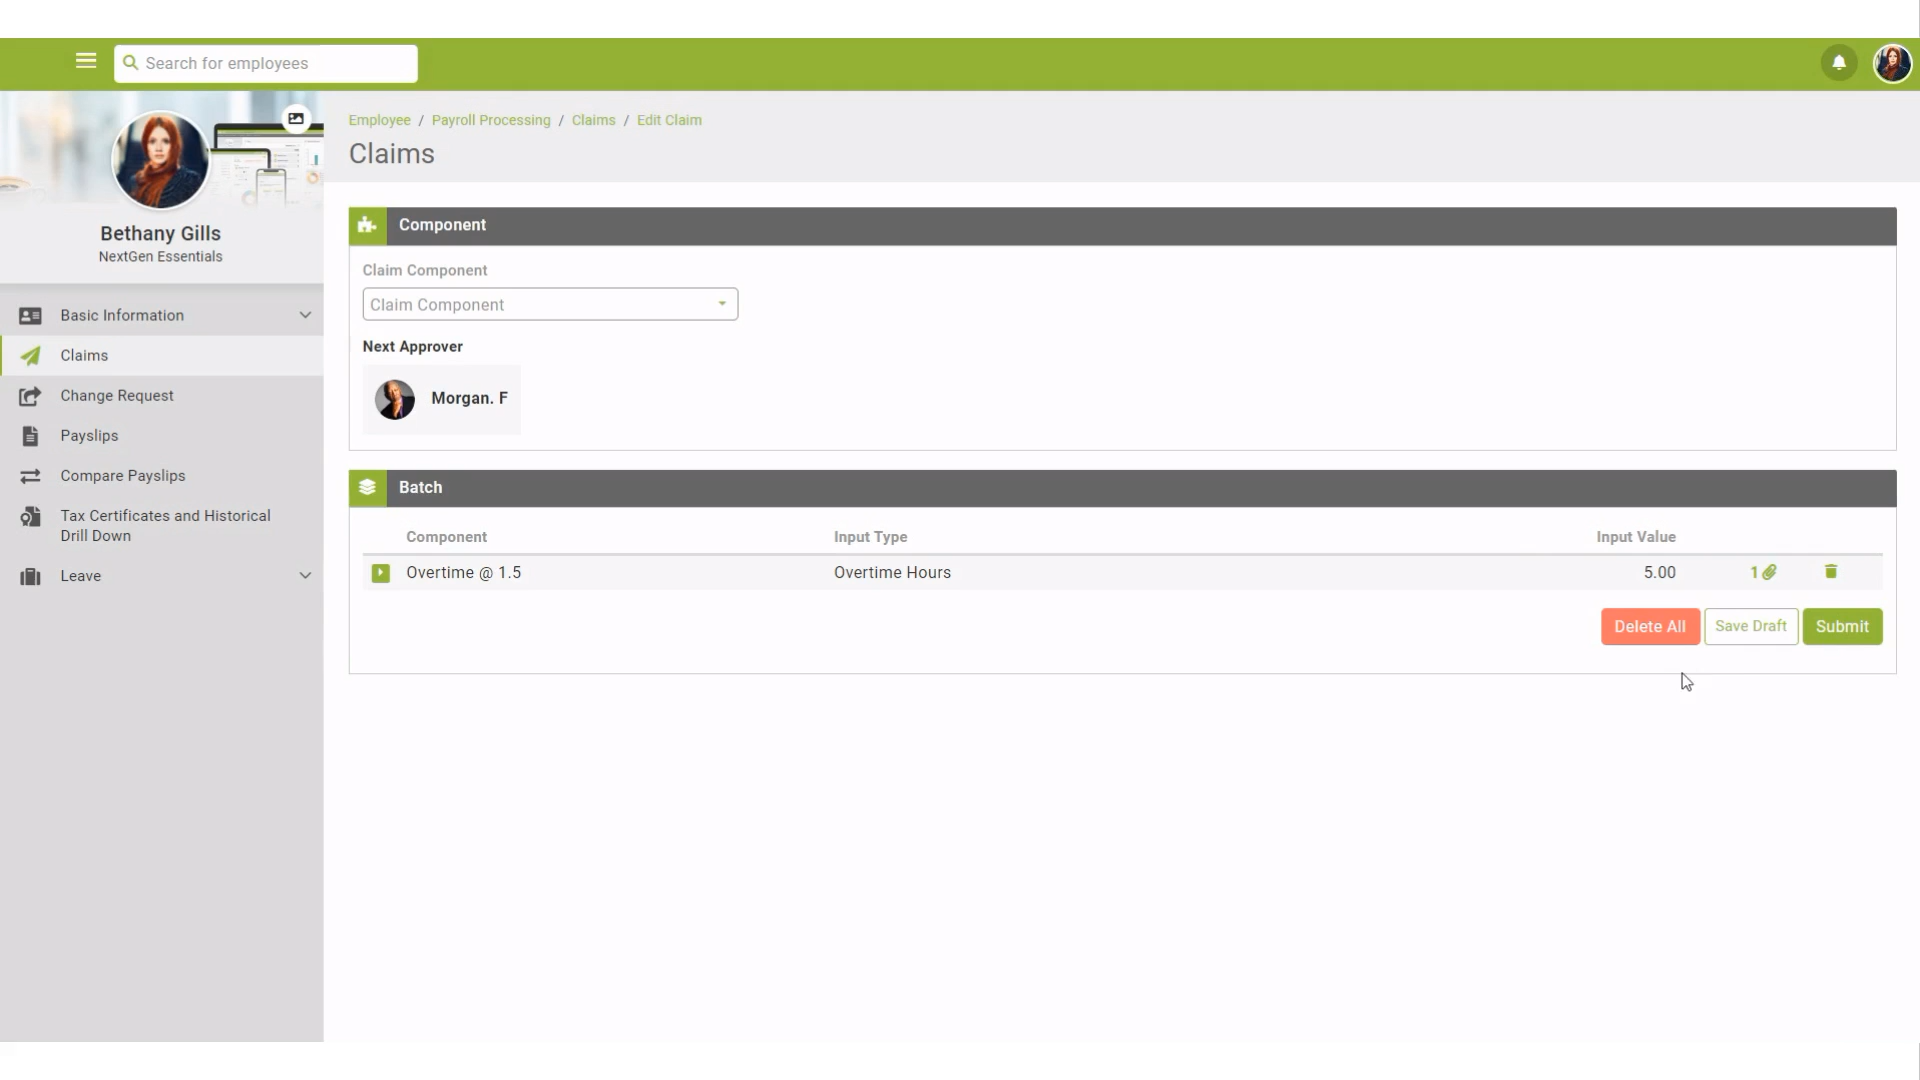 Search for employees
Bethany Gills
NextGen Essentials
Basic Information
Claims
Change Request
Payslips
Compare Payslips
Tax Certificates and Historical
Drill Down
Leave
Employee / Payroll Processing / Claims / Edit Claim
Claims
Component
Claim Component
Claim Component
Next Approver
Morgan. F
Batch
Component Input Type Input Value
Overtime @ 1.5 Overtime Hours 5.00 1
Delete All Save Draft Submit